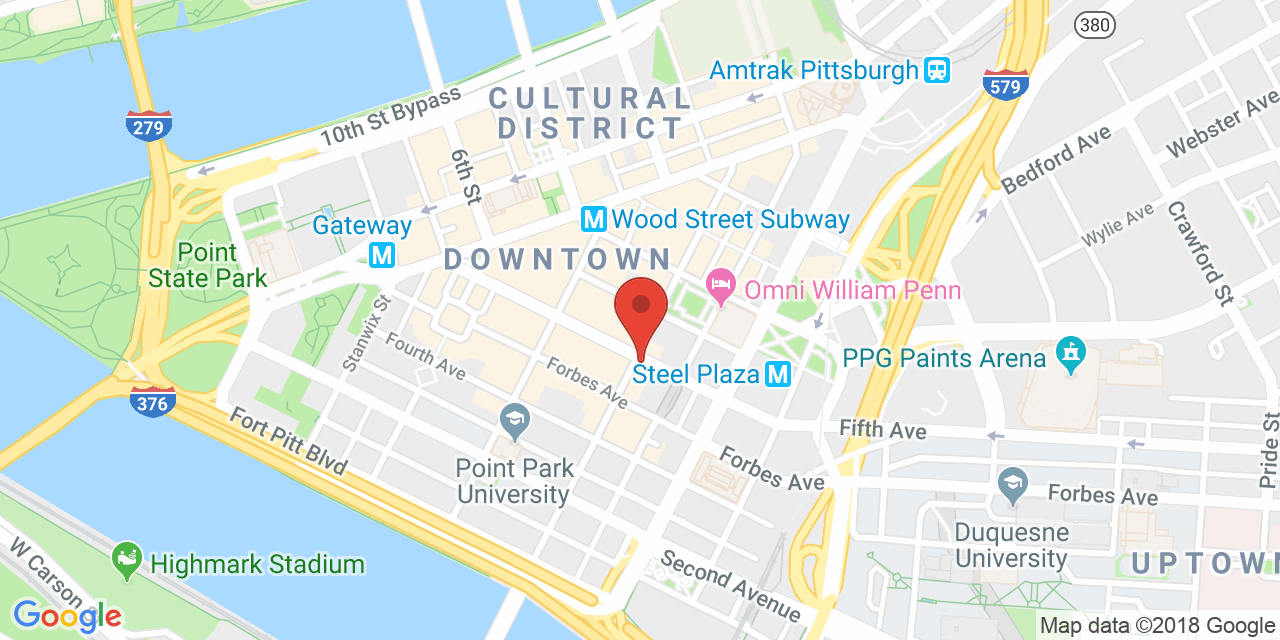 380
Amtrak Pittsburgh
579
CULTURAL
DISTRICT
10th St Bypass
279
Webster Ave
Bedford Ave
6th St
Wylie Ave
Crawford St
Gateway
Wood Street Subway
M
M
Point
State Park
DOWNTOWN
Omni William Penn
Stanwix St
Fourth Ave
Forbes Ave
Steel Plaza
M
PPG Paints Arena
376
Fort Pitt Blvd
Fifth Ave
Pride St
Point Park
University
Forbes Ave
Forbes Ave
Duquesne
University
UPTOWN
Highmark Stadium
W Carson
Second Avenue
Google
Map data ©2018 Google